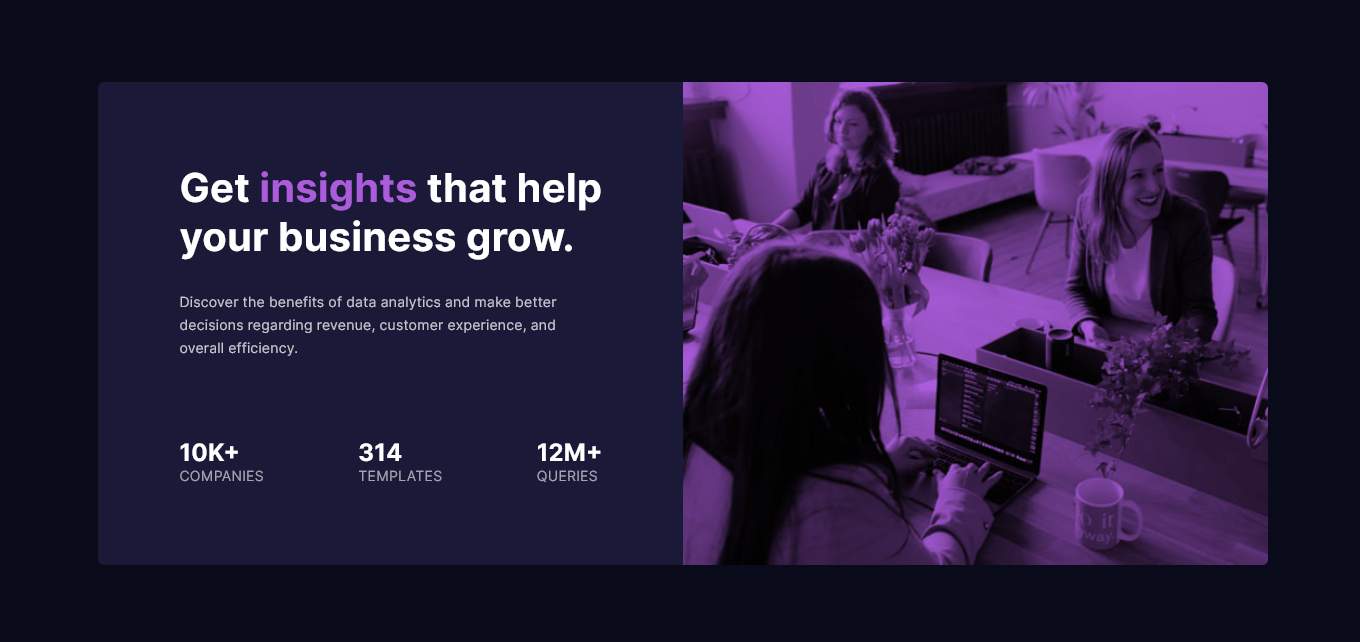 Get insights that help
your business grow.
Discover the benefits of data analytics and make better
decisions regarding revenue, customer experience, and
overall efficiency.
10K+ 314 12M+
COMPANIES TEMPLATES QUERIES